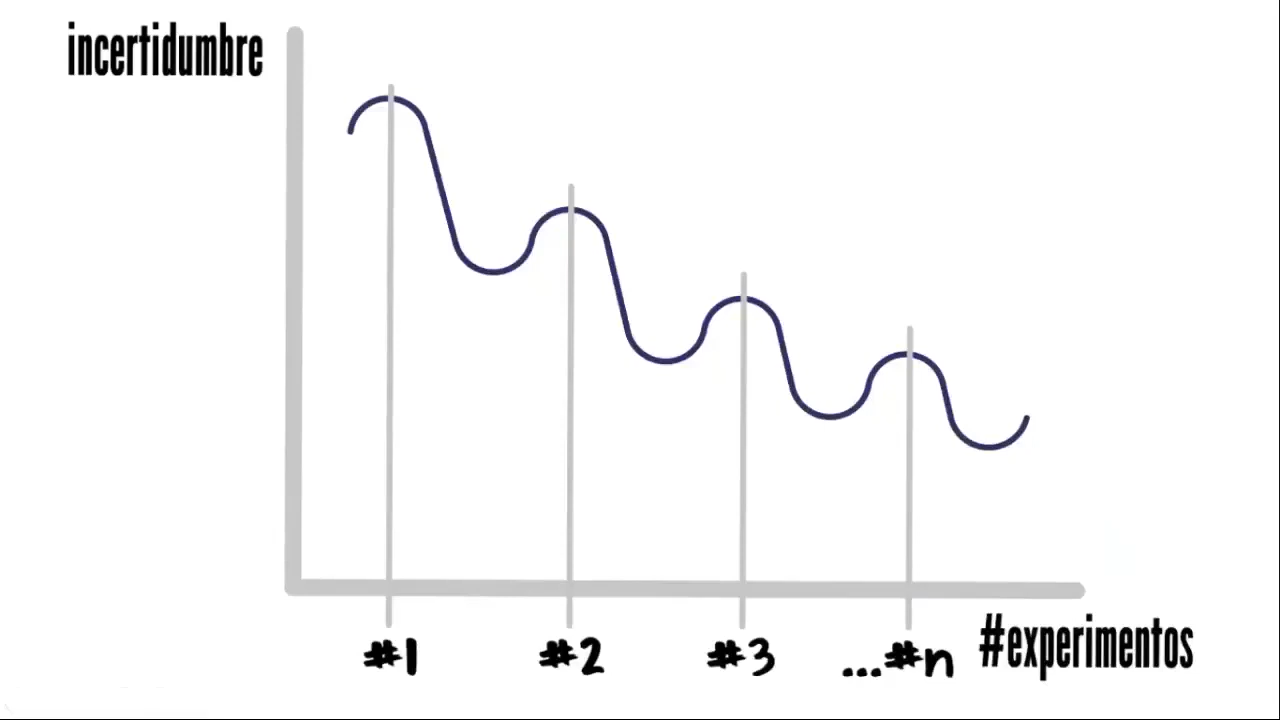 incertidumbre
#1 #2 #3 ...#n
#experimentos